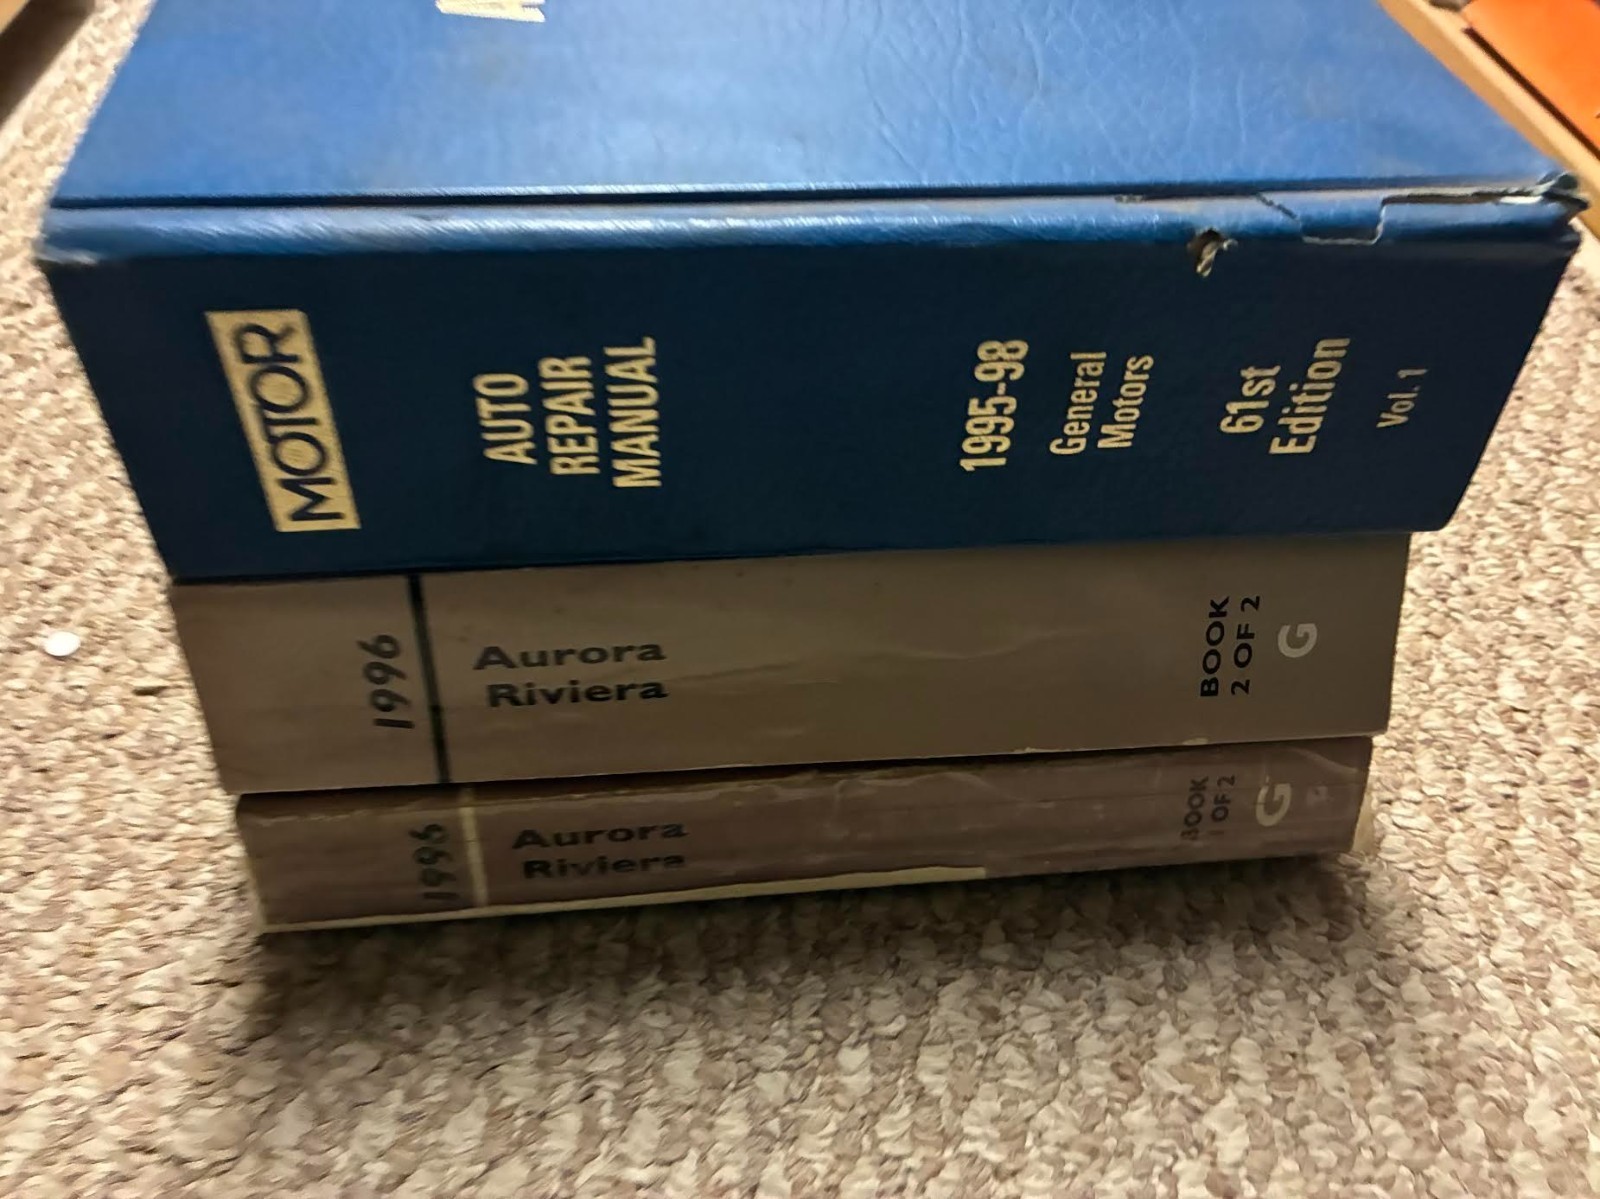 MOTOR
AUTO
REPAIR
MANUAL
1995-98
General
Motors
61st
Edition
Vol. 1
1996
Aurora
Riviera
BOOK
2 OF 2
G
1996
Aurora
Riviera
BOOK
1 OF 2
G